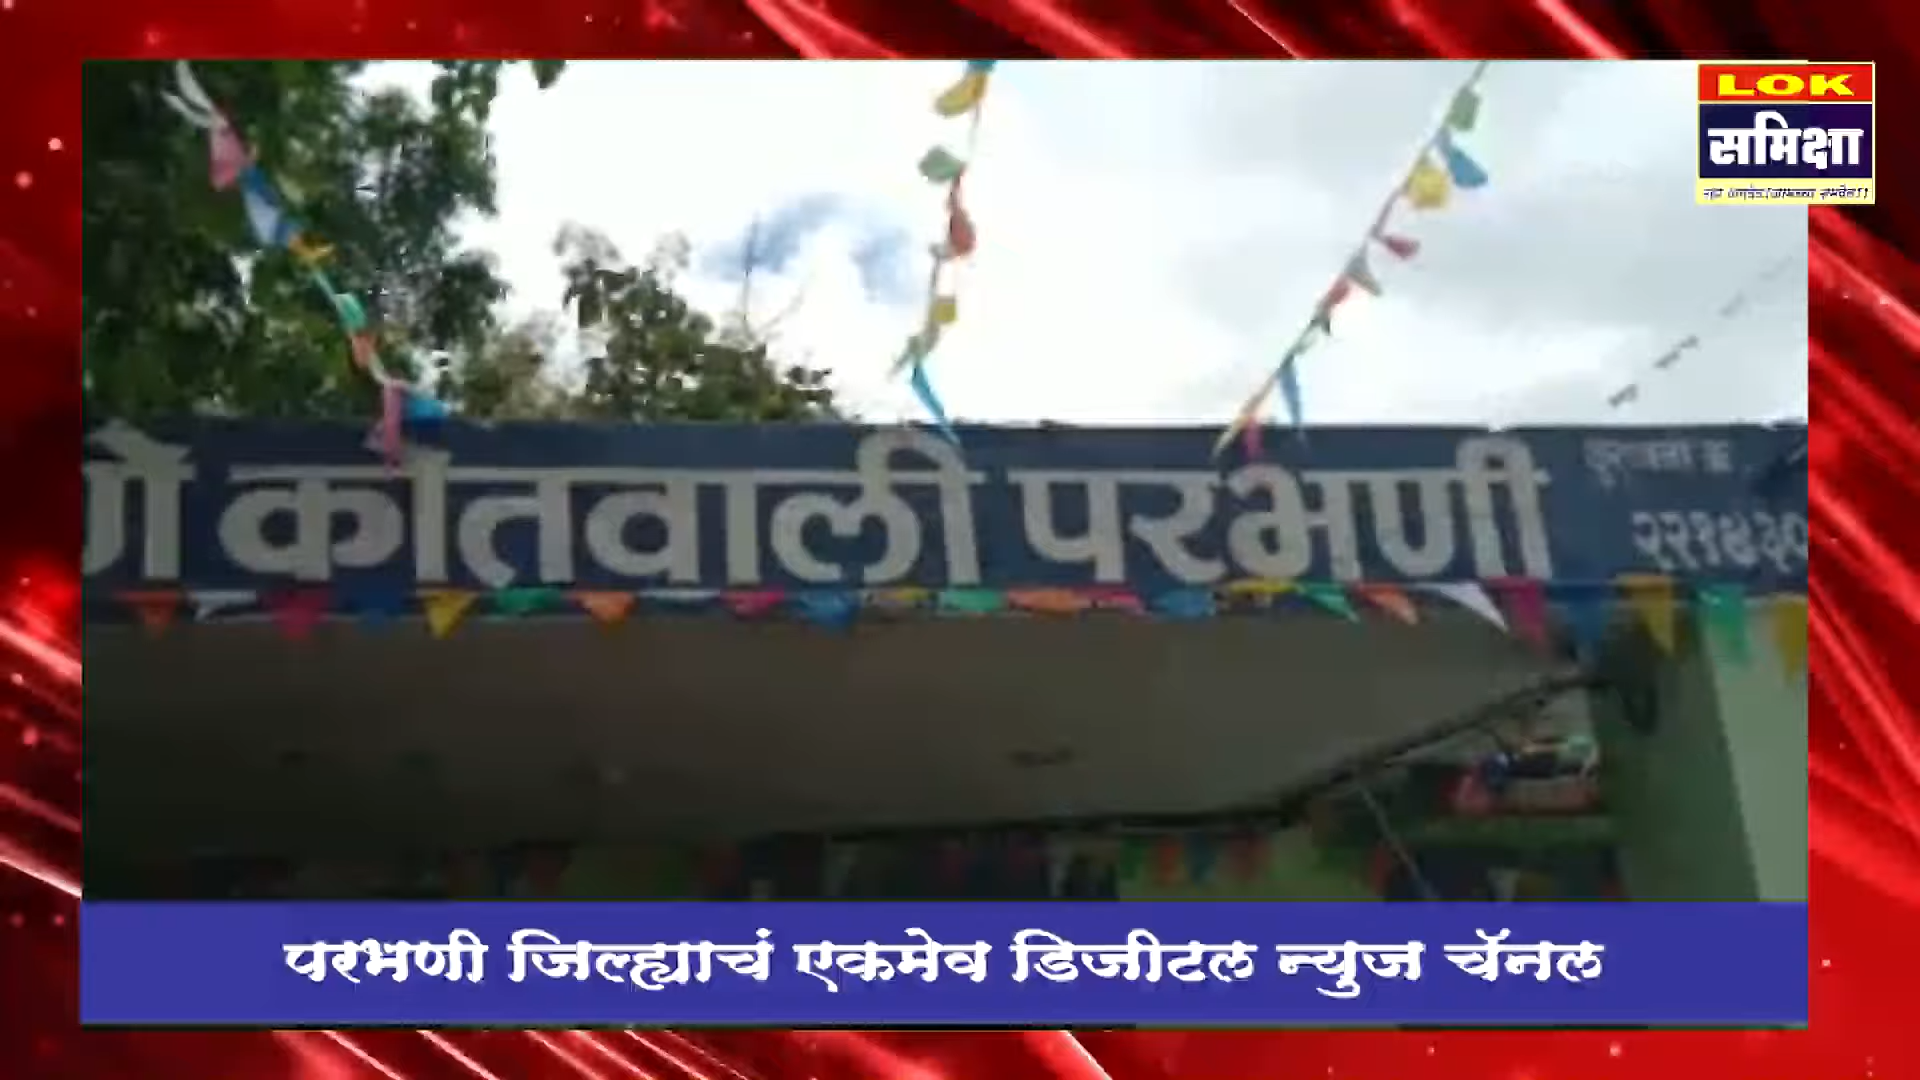 LOK
समिक्षा
णे कोतवाली परभणी
परभणी जिल्ह्याचं एकमेव डिजीटल न्युज चॅनल